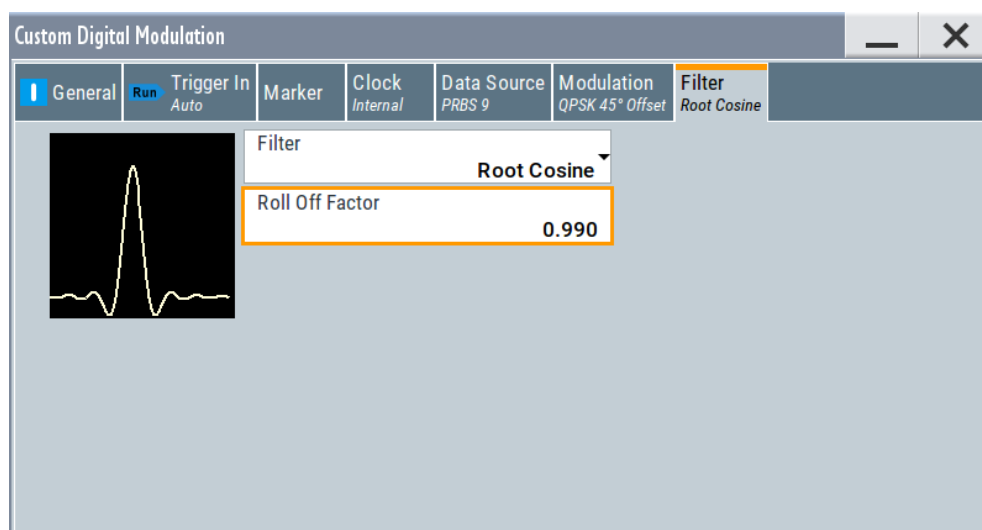 Custom Digital Modulation
General
Run Trigger In
Auto
Marker
Clock
Internal
Data Source
PRBS 9
Modulation
QPSK 45° Offset
Filter
Root Cosine
Filter
Root Cosine
Roll Off Factor
0.990